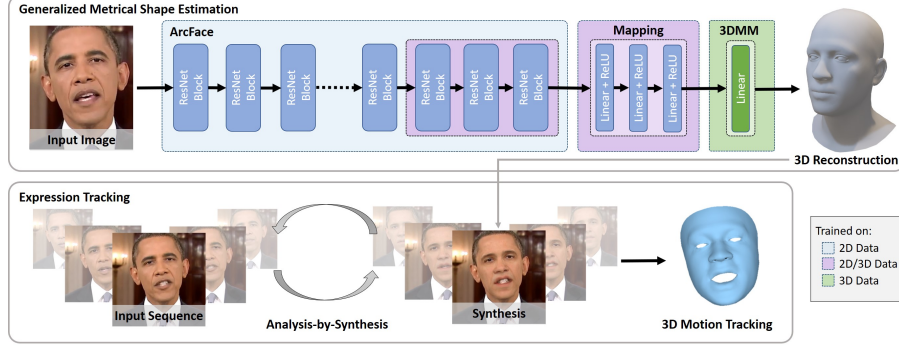 Generalized Metrical Shape Estimation
ArcFace
Mapping
3DMM
ResNet
Block
ResNet
Block
ResNet
Block
ResNet
Block
ResNet
Block
ResNet
Block
ResNet
Block
Linear + ReLU
Linear + ReLU
Linear + ReLU
Linear
Input Image
3D Reconstruction
Expression Tracking
Input Sequence
Analysis-by-Synthesis
Synthesis
3D Motion Tracking
Trained on:
2D Data
2D/3D Data
3D Data